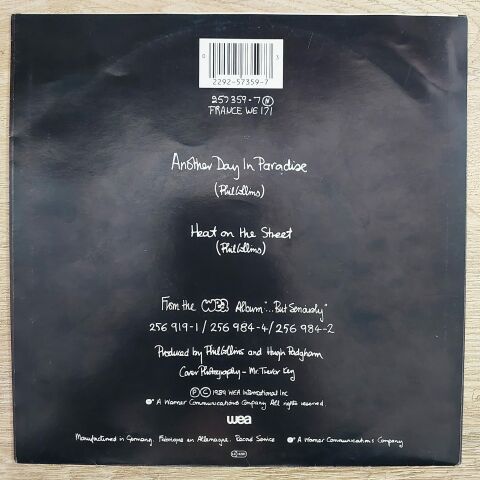 0 3
2292-57359-7
257359-7 N
FRANCE WE 171
Another Day In Paradise
(Phil Collins)
Heat on the Street
(Phil Collins)
From the WEA Album "...But Seriously"
256 919-1 / 256 984-4 / 256 984-2
Produced by Phil Collins and Hugh Padgham
Cover Photography - Mr. Trevor Key
Ⓟ Ⓒ 1989 WEA International Inc
A Warner Communications Company All rights reserved.
wea
Manufactured in Germany. Fabriqué en Allemagne. Record Service A Warner Communications Company